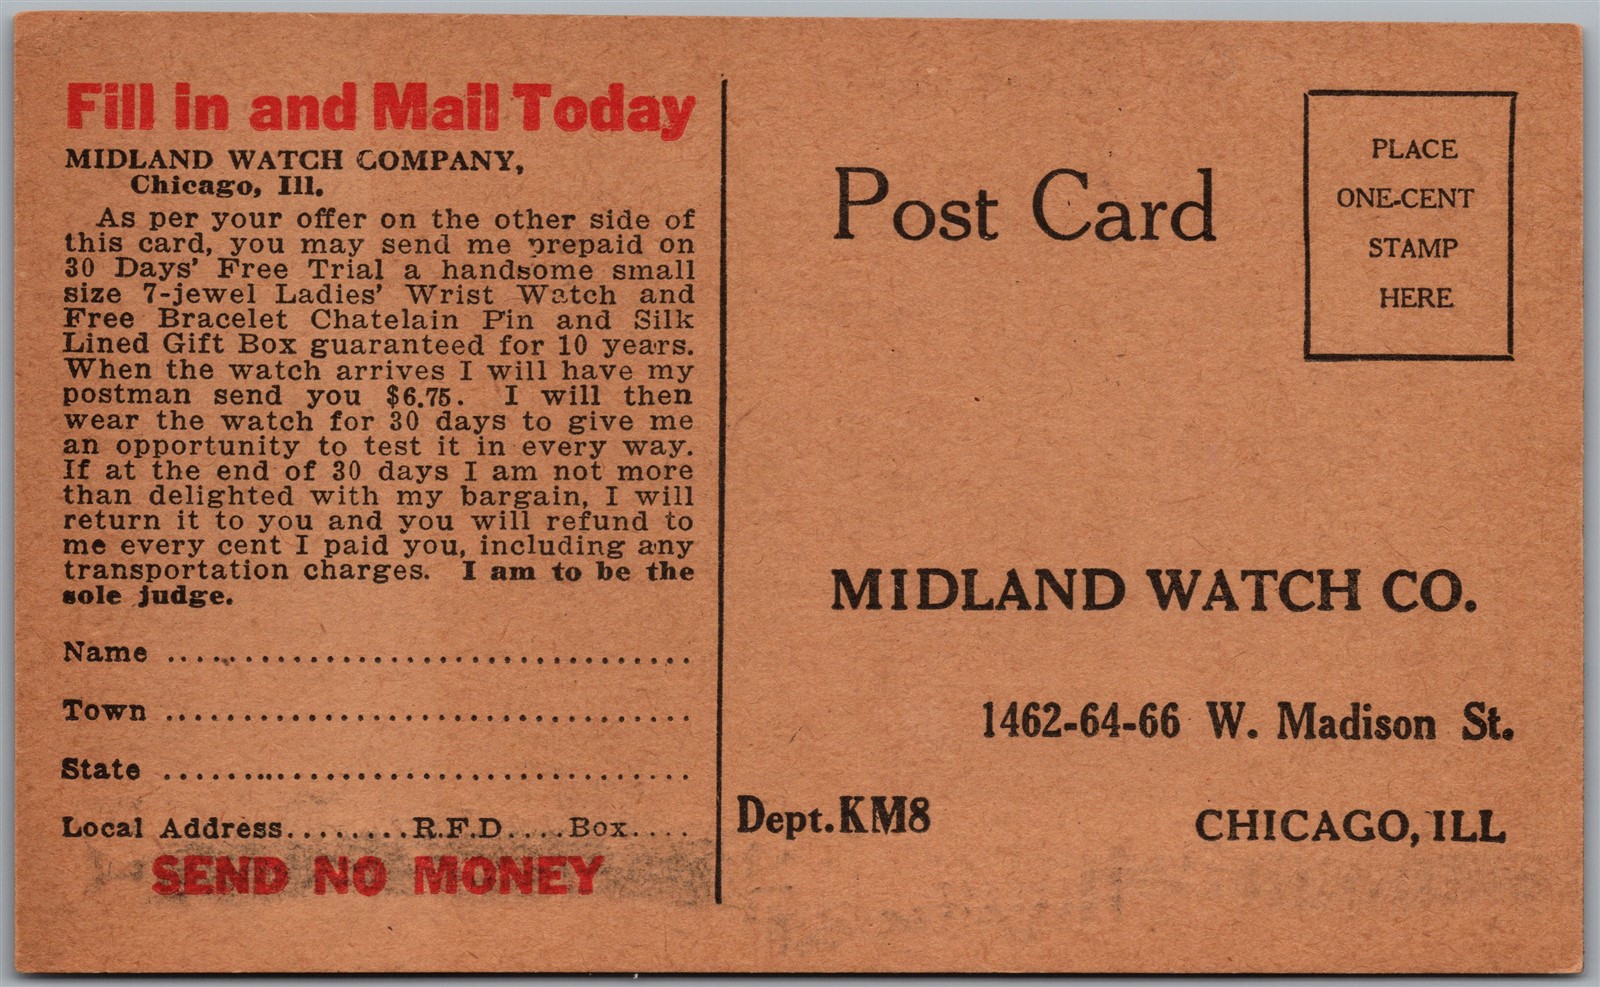 Fill in and Mail Today
MIDLAND WATCH COMPANY,
Chicago, Ill.
As per your offer on the other side of
this card, you may send me prepaid on
30 Days' Free Trial a handsome small
size 7-jewel Ladies' Wrist Watch and
Free Bracelet Chatelain Pin and Silk
Lined Gift Box guaranteed for 10 years.
When the watch arrives I will have my
postman send you $6.75. I will then
wear the watch for 30 days to give me
an opportunity to test it in every way.
If at the end of 30 days I am not more
than delighted with my bargain, I will
return it to you and you will refund to
me every cent I paid you, including any
transportation charges. I am to be the
sole judge.
Name ................................
Town ................................
State ................................
Local Address........R.F.D....Box....
SEND NO MONEY
Post Card
PLACE
ONE-CENT
STAMP
HERE
MIDLAND WATCH CO.
1462-64-66 W. Madison St.
Dept.KM8
CHICAGO, ILL